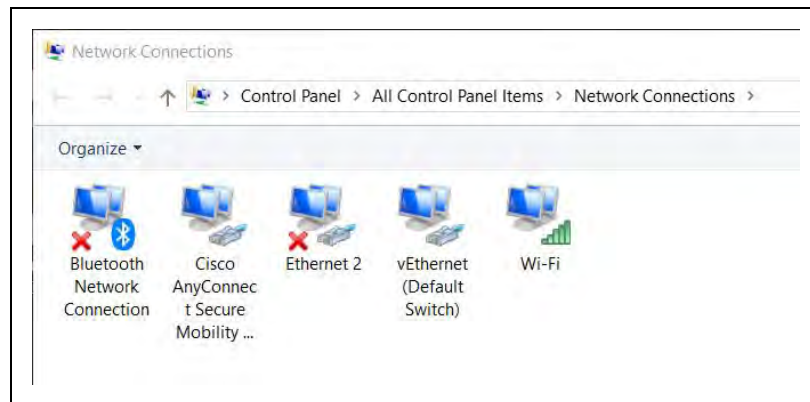 Network Connections
Control Panel > All Control Panel Items > Network Connections >
Organize
Bluetooth
Network
Connection
Cisco
AnyConnec
t Secure
Mobility ...
Ethernet 2
vEthernet
(Default
Switch)
Wi-Fi